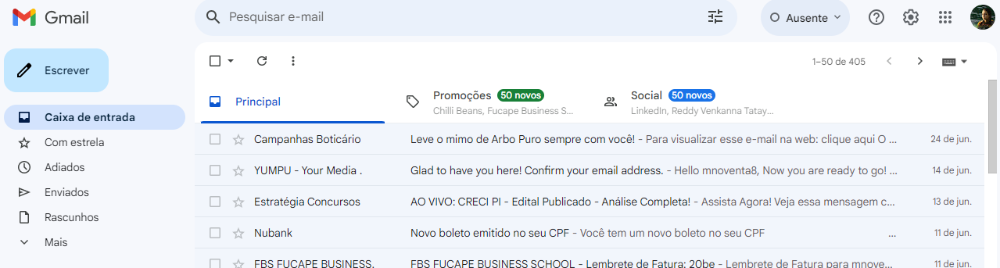 Gmail
Pesquisar e-mail
Ausente
Escrever
1–50 de 405
Caixa de entrada
Com estrela
Adiados
Enviados
Rascunhos
Mais
Principal
Promoções 50 novos
Chilli Beans, Fucape Business S...
Social 50 novos
LinkedIn, Reddy Venkanna Tatay...
Campanhas Boticário Leve o mimo de Arbo Puro sempre com você! - Para visualizar esse e-mail na web: clique aqui O ... 24 de jun.
YUMPU - Your Media . Glad to have you here! Confirm your email address. - Hello mnoventa8, Now you are ready to go! ... 14 de jun.
Estratégia Concursos AO VIVO: CRECI PI - Edital Publicado - Análise Completa! - Assista Agora! Veja essa mensagem c... 13 de jun.
Nubank Novo boleto emitido no seu CPF - Você tem um novo boleto no seu CPF ... 11 de jun.
FBS FUCAPE BUSINESS. FBS FUCAPE BUSINESS SCHOOL - Lembrete de Fatura: 20be - Lembrete de Fatura para mnove... 11 de jun.